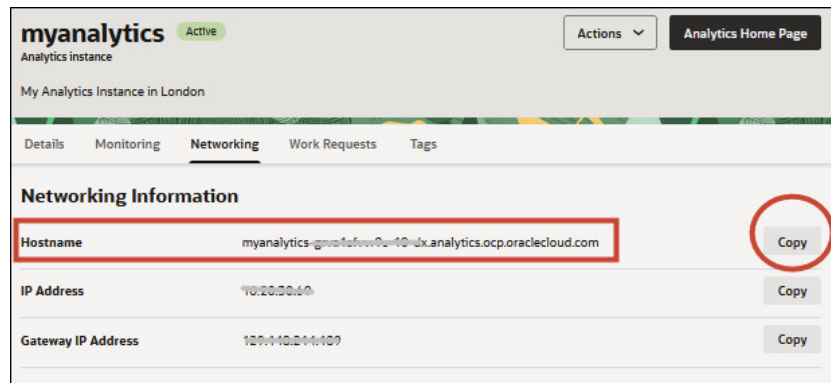 myanalytics Active
Analytics instance
Actions
Analytics Home Page
My Analytics Instance in London
Details Monitoring Networking Work Requests Tags
Networking Information
Hostname myanalytics- .analytics.ocp.oraclecloud.com Copy
IP Address Copy
Gateway IP Address Copy